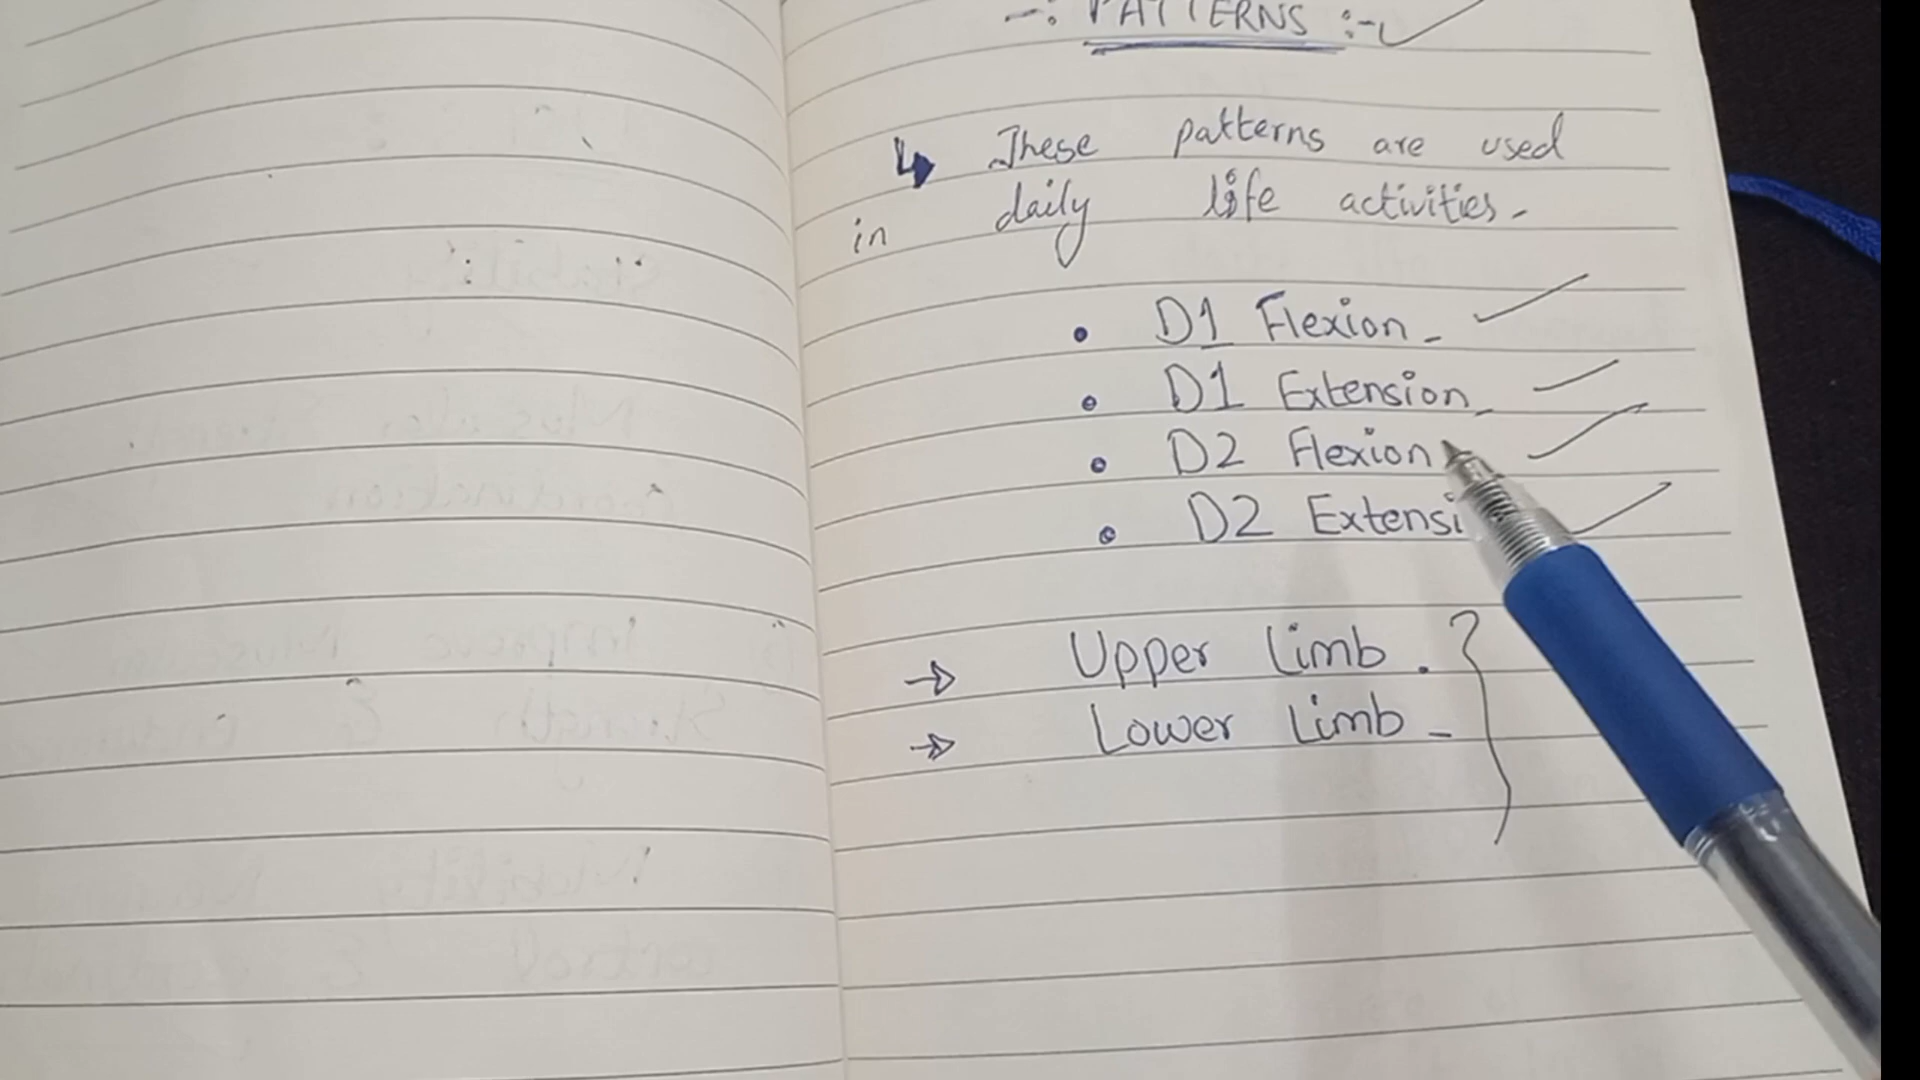 -: PATTERNS :-
↳ These patterns are used
in daily life activities.
• D1 Flexion.
• D1 Extension.
• D2 Flexion
• D2 Extensi
→ Upper limb.
→ Lower limb.